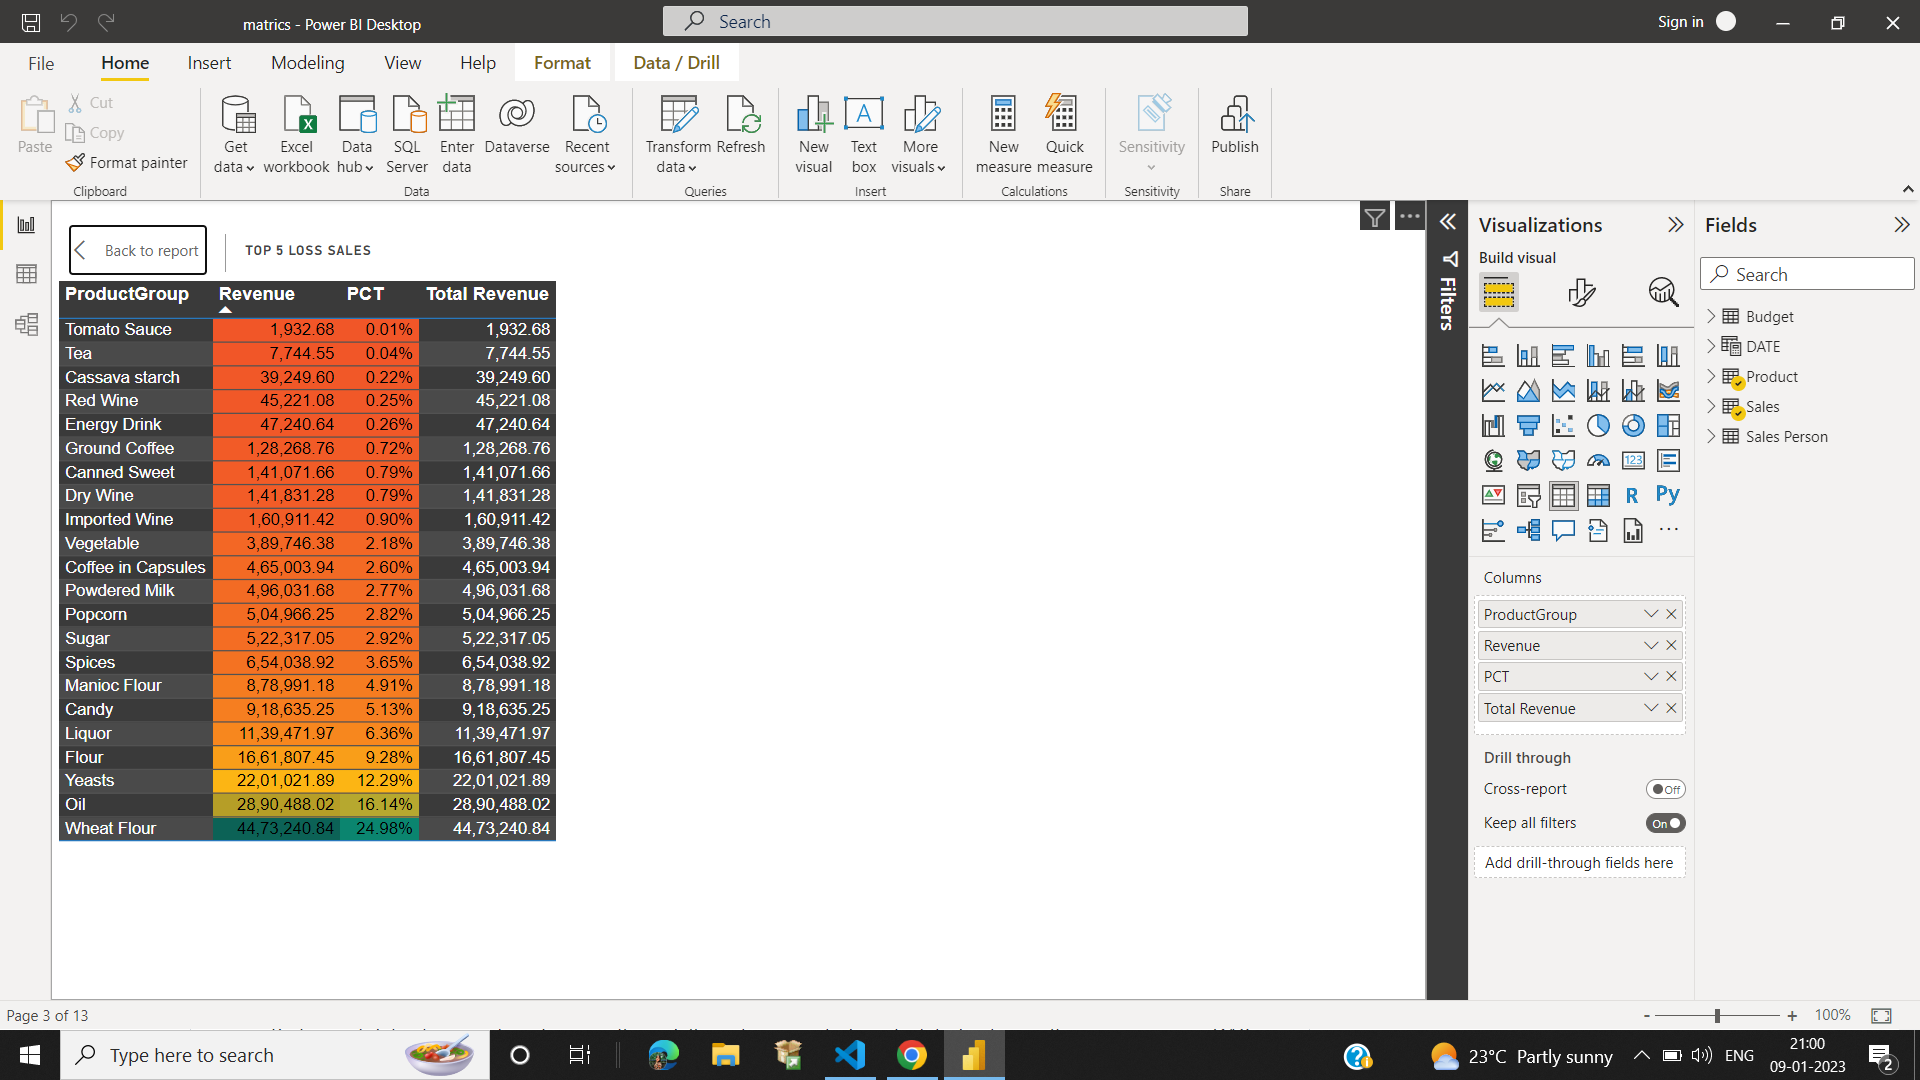 matrics - Power BI Desktop
Search
Sign in
File
Home
Insert
Modeling
View
Help
Format
Data / Drill
Paste
Cut
Copy
Format painter
Clipboard
Get data
Excel workbook
Data hub
SQL Server
Enter data
Dataverse
Recent sources
Data
Transform data
Refresh
Queries
New visual
Text box
More visuals
Insert
New measure
Quick measure
Calculations
Sensitivity
Sensitivity
Publish
Share
Back to report
TOP 5 LOSS SALES
ProductGroup Revenue PCT Total Revenue
Tomato Sauce 1,932.68 0.01% 1,932.68
Tea 7,744.55 0.04% 7,744.55
Cassava starch 39,249.60 0.22% 39,249.60
Red Wine 45,221.08 0.25% 45,221.08
Energy Drink 47,240.64 0.26% 47,240.64
Ground Coffee 1,28,268.76 0.72% 1,28,268.76
Canned Sweet 1,41,071.66 0.79% 1,41,071.66
Dry Wine 1,41,831.28 0.79% 1,41,831.28
Imported Wine 1,60,911.42 0.90% 1,60,911.42
Vegetable 3,89,746.38 2.18% 3,89,746.38
Coffee in Capsules 4,65,003.94 2.60% 4,65,003.94
Powdered Milk 4,96,031.68 2.77% 4,96,031.68
Popcorn 5,04,966.25 2.82% 5,04,966.25
Sugar 5,22,317.05 2.92% 5,22,317.05
Spices 6,54,038.92 3.65% 6,54,038.92
Manioc Flour 8,78,991.18 4.91% 8,78,991.18
Candy 9,18,635.25 5.13% 9,18,635.25
Liquor 11,39,471.97 6.36% 11,39,471.97
Flour 16,61,807.45 9.28% 16,61,807.45
Yeasts 22,01,021.89 12.29% 22,01,021.89
Oil 28,90,488.02 16.14% 28,90,488.02
Wheat Flour 44,73,240.84 24.98% 44,73,240.84
Filters
Visualizations
Build visual
123
R
Py
Columns
ProductGroup
Revenue
PCT
Total Revenue
Drill through
Cross-report
Off
Keep all filters
On
Add drill-through fields here
Fields
Search
Budget
DATE
Product
Sales
Sales Person
Page 3 of 13
- + 100%
Type here to search
23°C Partly sunny
ENG
21:00
09-01-2023
2